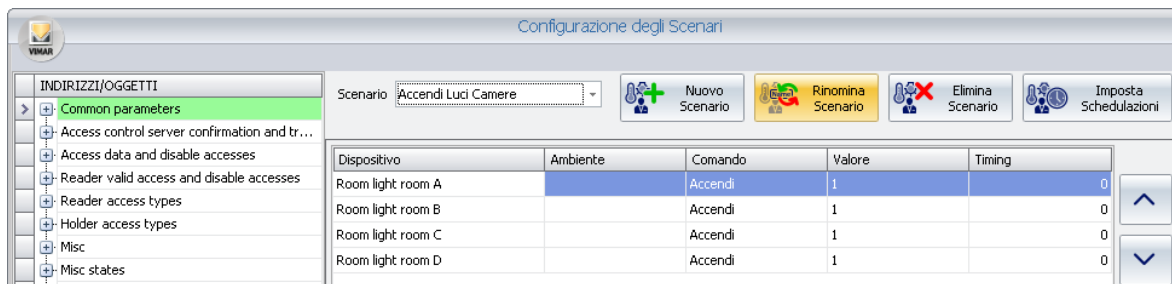 Configurazione degli Scenari
VIMAR
INDIRIZZI/OGGETTI
Common parameters
Access control server confirmation and tr...
Access data and disable accesses
Reader valid access and disable accesses
Reader access types
Holder access types
Misc
Misc states
Scenario Accendi Luci Camere
Nuovo
Scenario
Name
Rinomina
Scenario
Elimina
Scenario
Imposta
Schedulazioni
Dispositivo Ambiente Comando Valore Timing
Room light room A Accendi 1 0
Room light room B Accendi 1 0
Room light room C Accendi 1 0
Room light room D Accendi 1 0